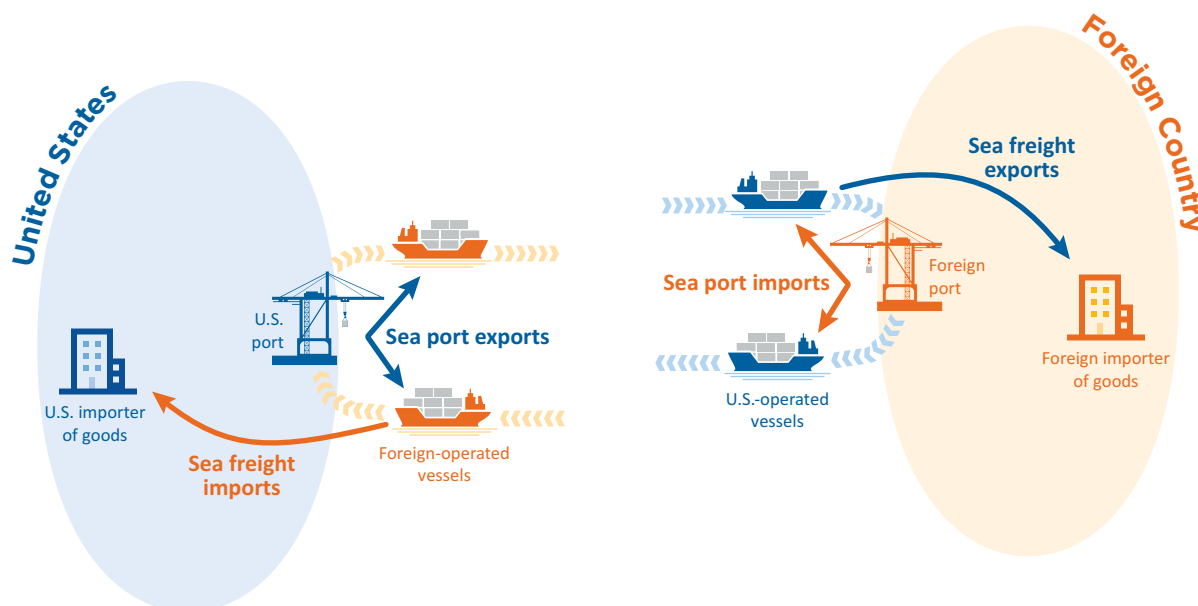 United States
U.S.
port
Sea port exports
U.S. importer
of goods
Sea freight
imports
Foreign-operated
vessels
Foreign Country
Sea freight
exports
Sea port imports
Foreign
port
U.S.-operated
vessels
Foreign importer
of goods